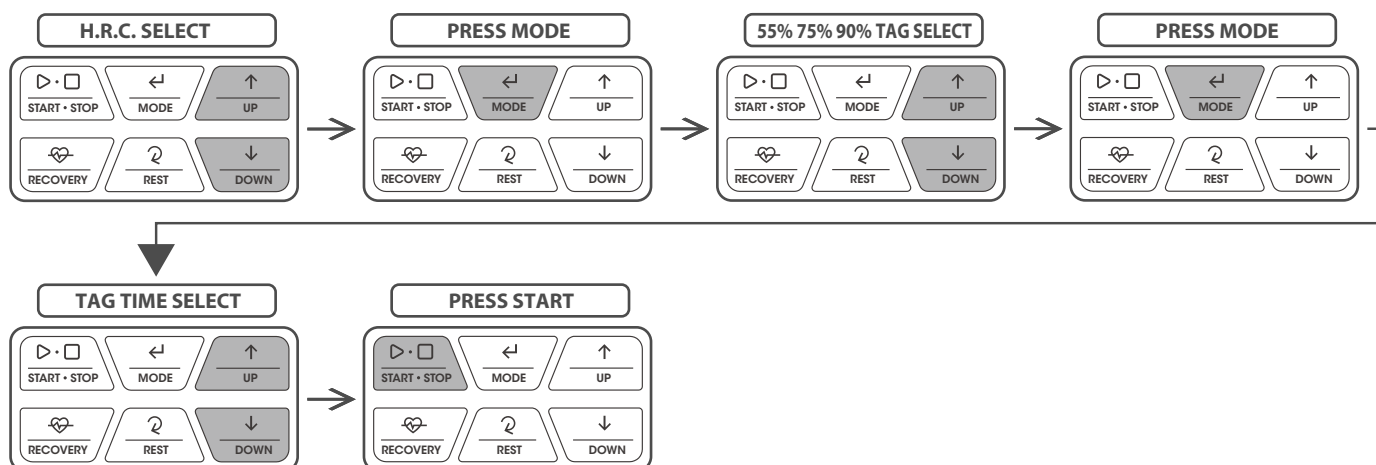 H.R.C. SELECT
PRESS MODE
55% 75% 90% TAG SELECT
PRESS MODE
START • STOP MODE UP
RECOVERY REST DOWN
START • STOP MODE UP
RECOVERY REST DOWN
START • STOP MODE UP
RECOVERY REST DOWN
START • STOP MODE UP
RECOVERY REST DOWN
TAG TIME SELECT
PRESS START
START • STOP MODE UP
RECOVERY REST DOWN
START • STOP MODE UP
RECOVERY REST DOWN